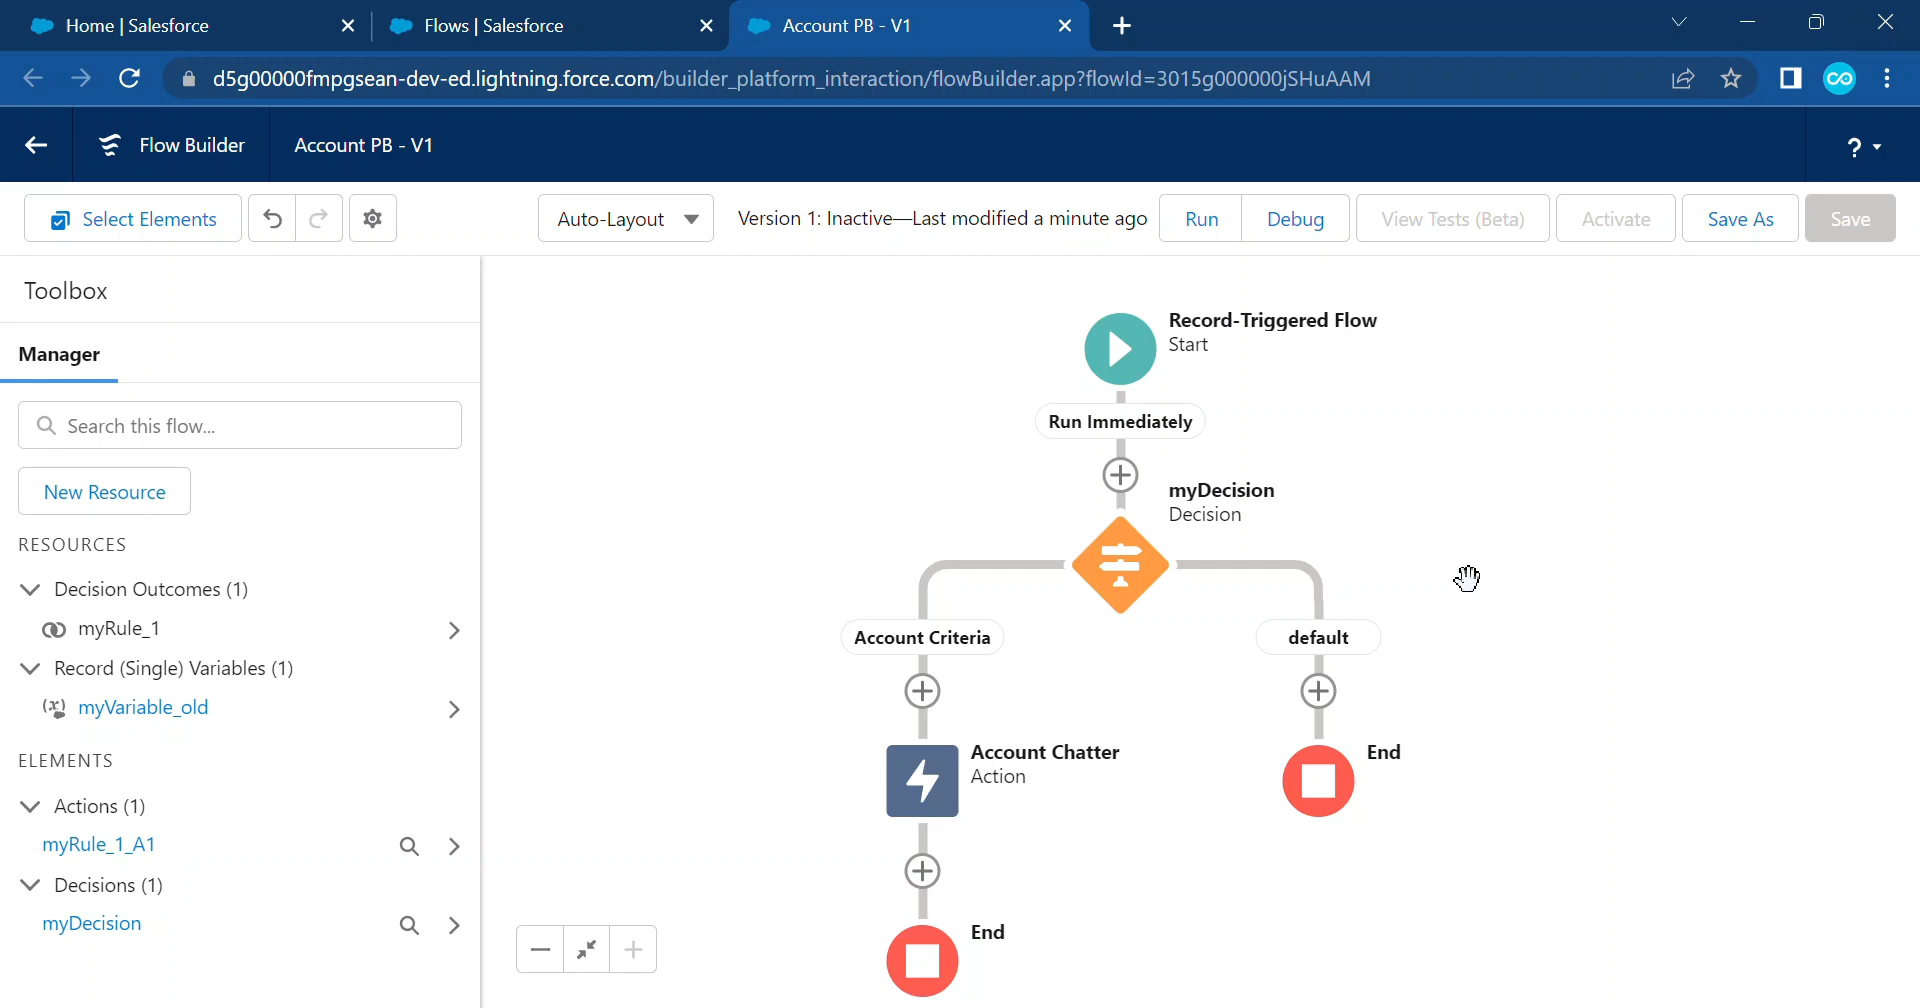 Home | Salesforce
Flows | Salesforce
Account PB - V1
d5g00000fmpgsean-dev-ed.lightning.force.com/builder_platform_interaction/flowBuilder.app?flowId=3015g000000jSHuAAM
Flow Builder
Account PB - V1
?
Select Elements
Auto-Layout
Version 1: Inactive—Last modified a minute ago
Run
Debug
View Tests (Beta)
Activate
Save As
Save
Toolbox
Manager
Search this flow...
New Resource
RESOURCES
Decision Outcomes (1)
myRule_1
Record (Single) Variables (1)
myVariable_old
ELEMENTS
Actions (1)
myRule_1_A1
Decisions (1)
myDecision
Record-Triggered Flow
Start
Run Immediately
myDecision
Decision
Account Criteria
default
Account Chatter
Action
End
End